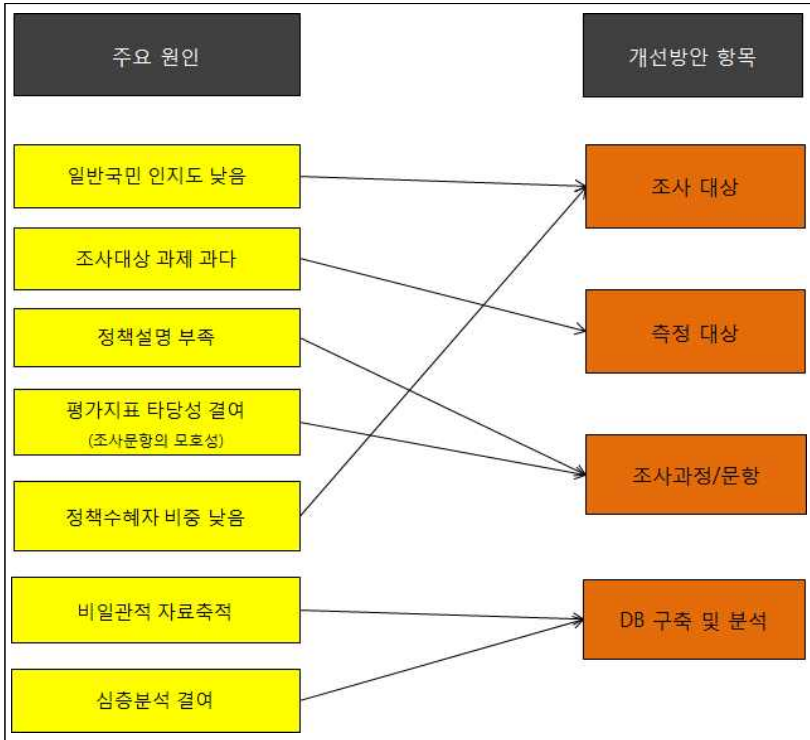 주요 원인
개선방안 항목
일반국민 인지도 낮음
조사대상 과제 과다
정책설명 부족
평가지표 타당성 결여
(조사문항의 모호성)
정책수혜자 비중 낮음
비일관적 자료축적
심층분석 결여
조사 대상
측정 대상
조사과정/문항
DB 구축 및 분석